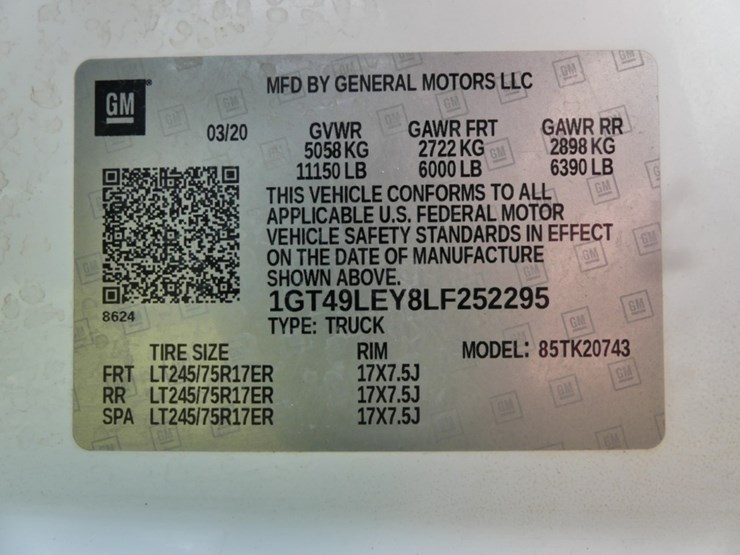 GM
MFD BY GENERAL MOTORS LLC
03/20 GVWR GAWR FRT GAWR RR
5058 KG 2722 KG 2898 KG
11150 LB 6000 LB 6390 LB
THIS VEHICLE CONFORMS TO ALL
APPLICABLE U.S. FEDERAL MOTOR
VEHICLE SAFETY STANDARDS IN EFFECT
ON THE DATE OF MANUFACTURE
SHOWN ABOVE.
8624
1GT49LEY8LF252295
TYPE: TRUCK
TIRE SIZE RIM MODEL: 85TK20743
FRT LT245/75R17ER 17X7.5J
RR LT245/75R17ER 17X7.5J
SPA LT245/75R17ER 17X7.5J